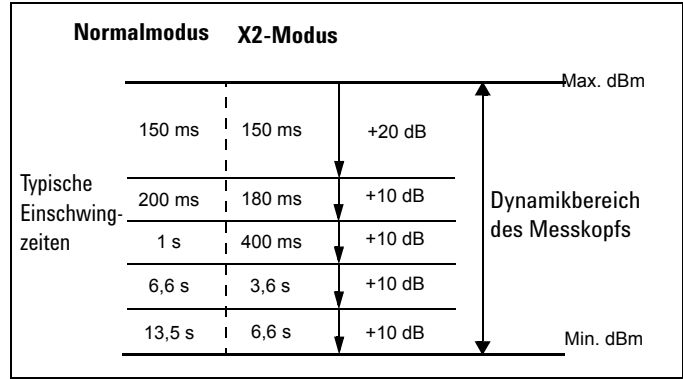 Normalmodus X2-Modus
Max. dBm
150 ms 150 ms +20 dB
Typische
Einschwing-
zeiten
200 ms 180 ms +10 dB
Dynamikbereich
des Messkopfs
1 s 400 ms +10 dB
6,6 s 3,6 s +10 dB
13,5 s 6,6 s +10 dB
Min. dBm